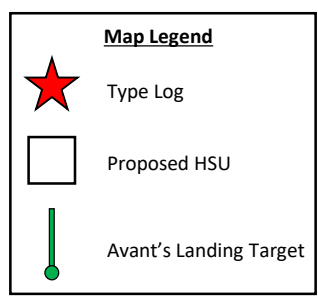 Map Legend
Type Log
Proposed HSU
Avant's Landing Target